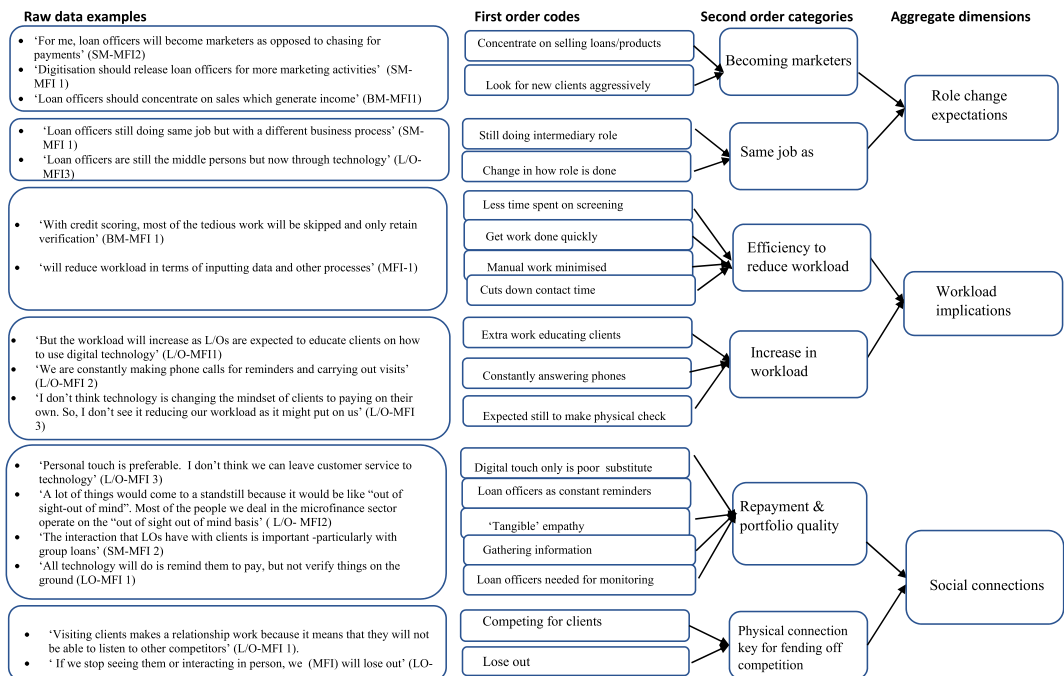 Raw data examples
First order codes
Second order categories
Aggregate dimensions
• ‘For me, loan officers will become marketers as opposed to chasing for
payments’ (SM-MFI2)
• ‘Digitisation should release loan officers for more marketing activities’ (SM-
MFI 1)
• ‘Loan officers should concentrate on sales which generate income’ (BM-MFI1)
Concentrate on selling loans/products
Look for new clients aggressively
Becoming marketers
Role change
expectations
• ‘Loan officers still doing same job but with a different business process’ (SM-
MFI 1)
• ‘Loan officers are still the middle persons but now through technology’ (L/O-
MFI3)
Still doing intermediary role
Change in how role is done
Same job as
• ‘With credit scoring, most of the tedious work will be skipped and only retain
verification’ (BM-MFI 1)
• ‘will reduce workload in terms of inputting data and other processes’ (MFI-1)
Less time spent on screening
Get work done quickly
Manual work minimised
Cuts down contact time
Efficiency to
reduce workload
Workload
implications
• ‘But the workload will increase as L/Os are expected to educate clients on how
to use digital technology’ (L/O-MFI1)
• ‘We are constantly making phone calls for reminders and carrying out visits’
(L/O-MFI 2)
• ‘I don’t think technology is changing the mindset of clients to paying on their
own. So, I don’t see it reducing our workload as it might put on us’ (L/O-MFI
3)
Extra work educating clients
Constantly answering phones
Expected still to make physical check
Increase in
workload
• ‘Personal touch is preferable. I don’t think we can leave customer service to
technology’ (L/O-MFI 3)
• ‘A lot of things would come to a standstill because it would be like “out of
sight-out of mind”. Most of the people we deal in the microfinance sector
operate on the “out of sight out of mind basis’ ( L/O- MFI2)
• ‘The interaction that LOs have with clients is important -particularly with
group loans’ (SM-MFI 2)
• ‘All technology will do is remind them to pay, but not verify things on the
ground (LO-MFI 1)
Digital touch only is poor substitute
Loan officers as constant reminders
‘Tangible’ empathy
Gathering information
Loan officers needed for monitoring
Repayment &
portfolio quality
Social connections
• ‘Visiting clients makes a relationship work because it means that they will not
be able to listen to other competitors’ (L/O-MFI 1).
• ‘ If we stop seeing them or interacting in person, we (MFI) will lose out’ (LO-
Competing for clients
Lose out
Physical connection
key for fending off
competition